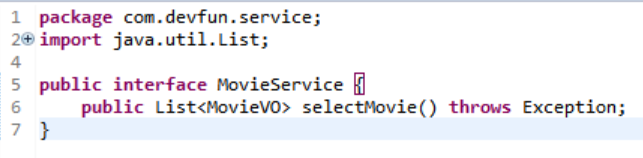 1 package com.devfun.service;
2 import java.util.List;
4
5 public interface MovieService {
6 public List<MovieVO> selectMovie() throws Exception;
7 }